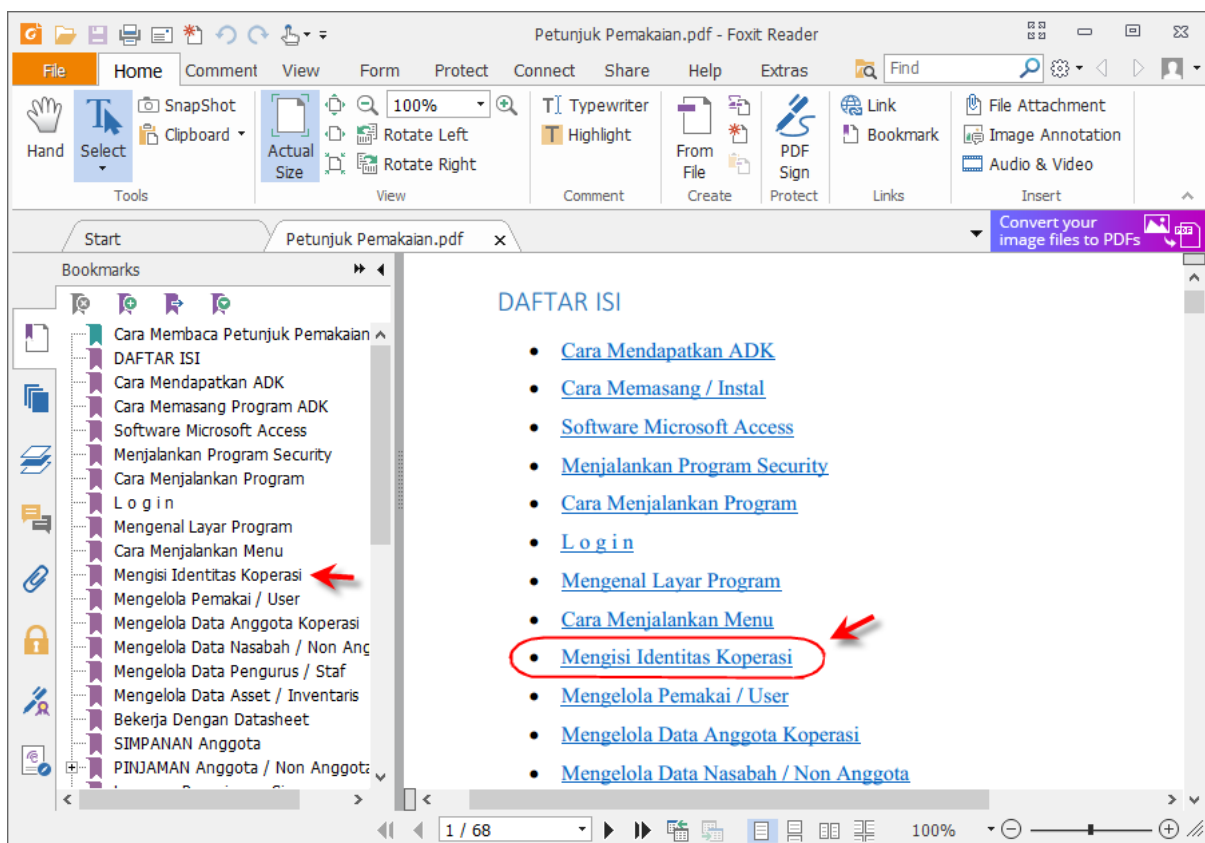 Petunjuk Pemakaian.pdf - Foxit Reader
File Home Comment View Form Protect Connect Share Help Extras Find
Hand
Select
SnapShot
Clipboard
Tools
Actual Size
100%
Rotate Left
Rotate Right
View
Typewriter
Highlight
Comment
From File
Create
PDF Sign
Protect
Link
Bookmark
Links
File Attachment
Image Annotation
Audio & Video
Insert
Start
Petunjuk Pemakaian.pdf x
Convert your
image files to PDFs
PDF
Bookmarks
Cara Membaca Petunjuk Pemakaian
DAFTAR ISI
Cara Mendapatkan ADK
Cara Memasang Program ADK
Software Microsoft Access
Menjalankan Program Security
Cara Menjalankan Program
L o g i n
Mengenal Layar Program
Cara Menjalankan Menu
Mengisi Identitas Koperasi
Mengelola Pemakai / User
Mengelola Data Anggota Koperasi
Mengelola Data Nasabah / Non Ang
Mengelola Data Pengurus / Staf
Mengelola Data Asset / Inventaris
Bekerja Dengan Datasheet
SIMPANAN Anggota
PINJAMAN Anggota / Non Anggota
DAFTAR ISI
• Cara Mendapatkan ADK
• Cara Memasang / Instal
• Software Microsoft Access
• Menjalankan Program Security
• Cara Menjalankan Program
• L o g i n
• Mengenal Layar Program
• Cara Menjalankan Menu
• Mengisi Identitas Koperasi
• Mengelola Pemakai / User
• Mengelola Data Anggota Koperasi
• Mengelola Data Nasabah / Non Anggota
1 / 68
100%